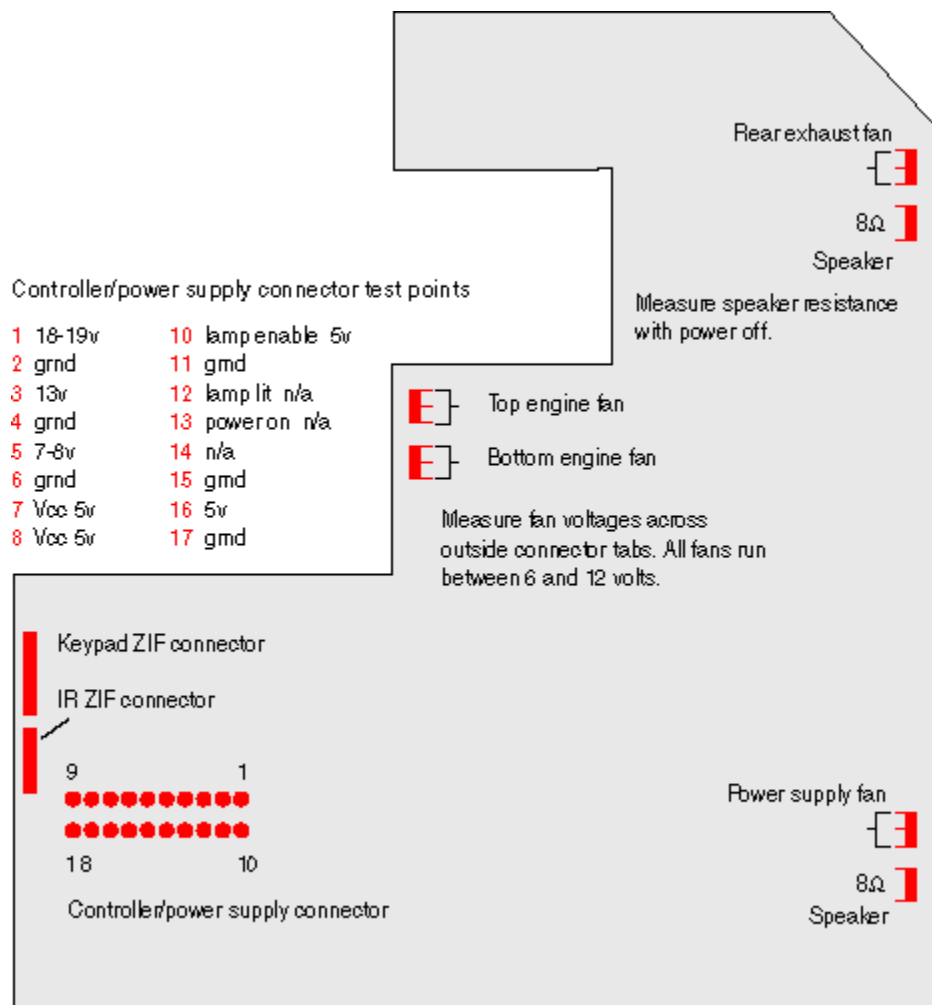 Rear exhaust fan
8Ω
Speaker
Measure speaker resistance
with power off.
Controller/power supply connector test points
1 18-19v
2 grnd
3 13v
4 grnd
5 7-8v
6 grnd
7 Vcc 5v
8 Vcc 5v
10 lamp enable 5v
11 grnd
12 lamp lit n/a
13 power on n/a
14 n/a
15 grnd
16 5v
17 grnd
Top engine fan
Bottom engine fan
Measure fan voltages across
outside connector tabs. All fans run
between 6 and 12 volts.
Keypad ZIF connector
IR ZIF connector
9 1
18 10
Controller/power supply connector
Power supply fan
8Ω
Speaker